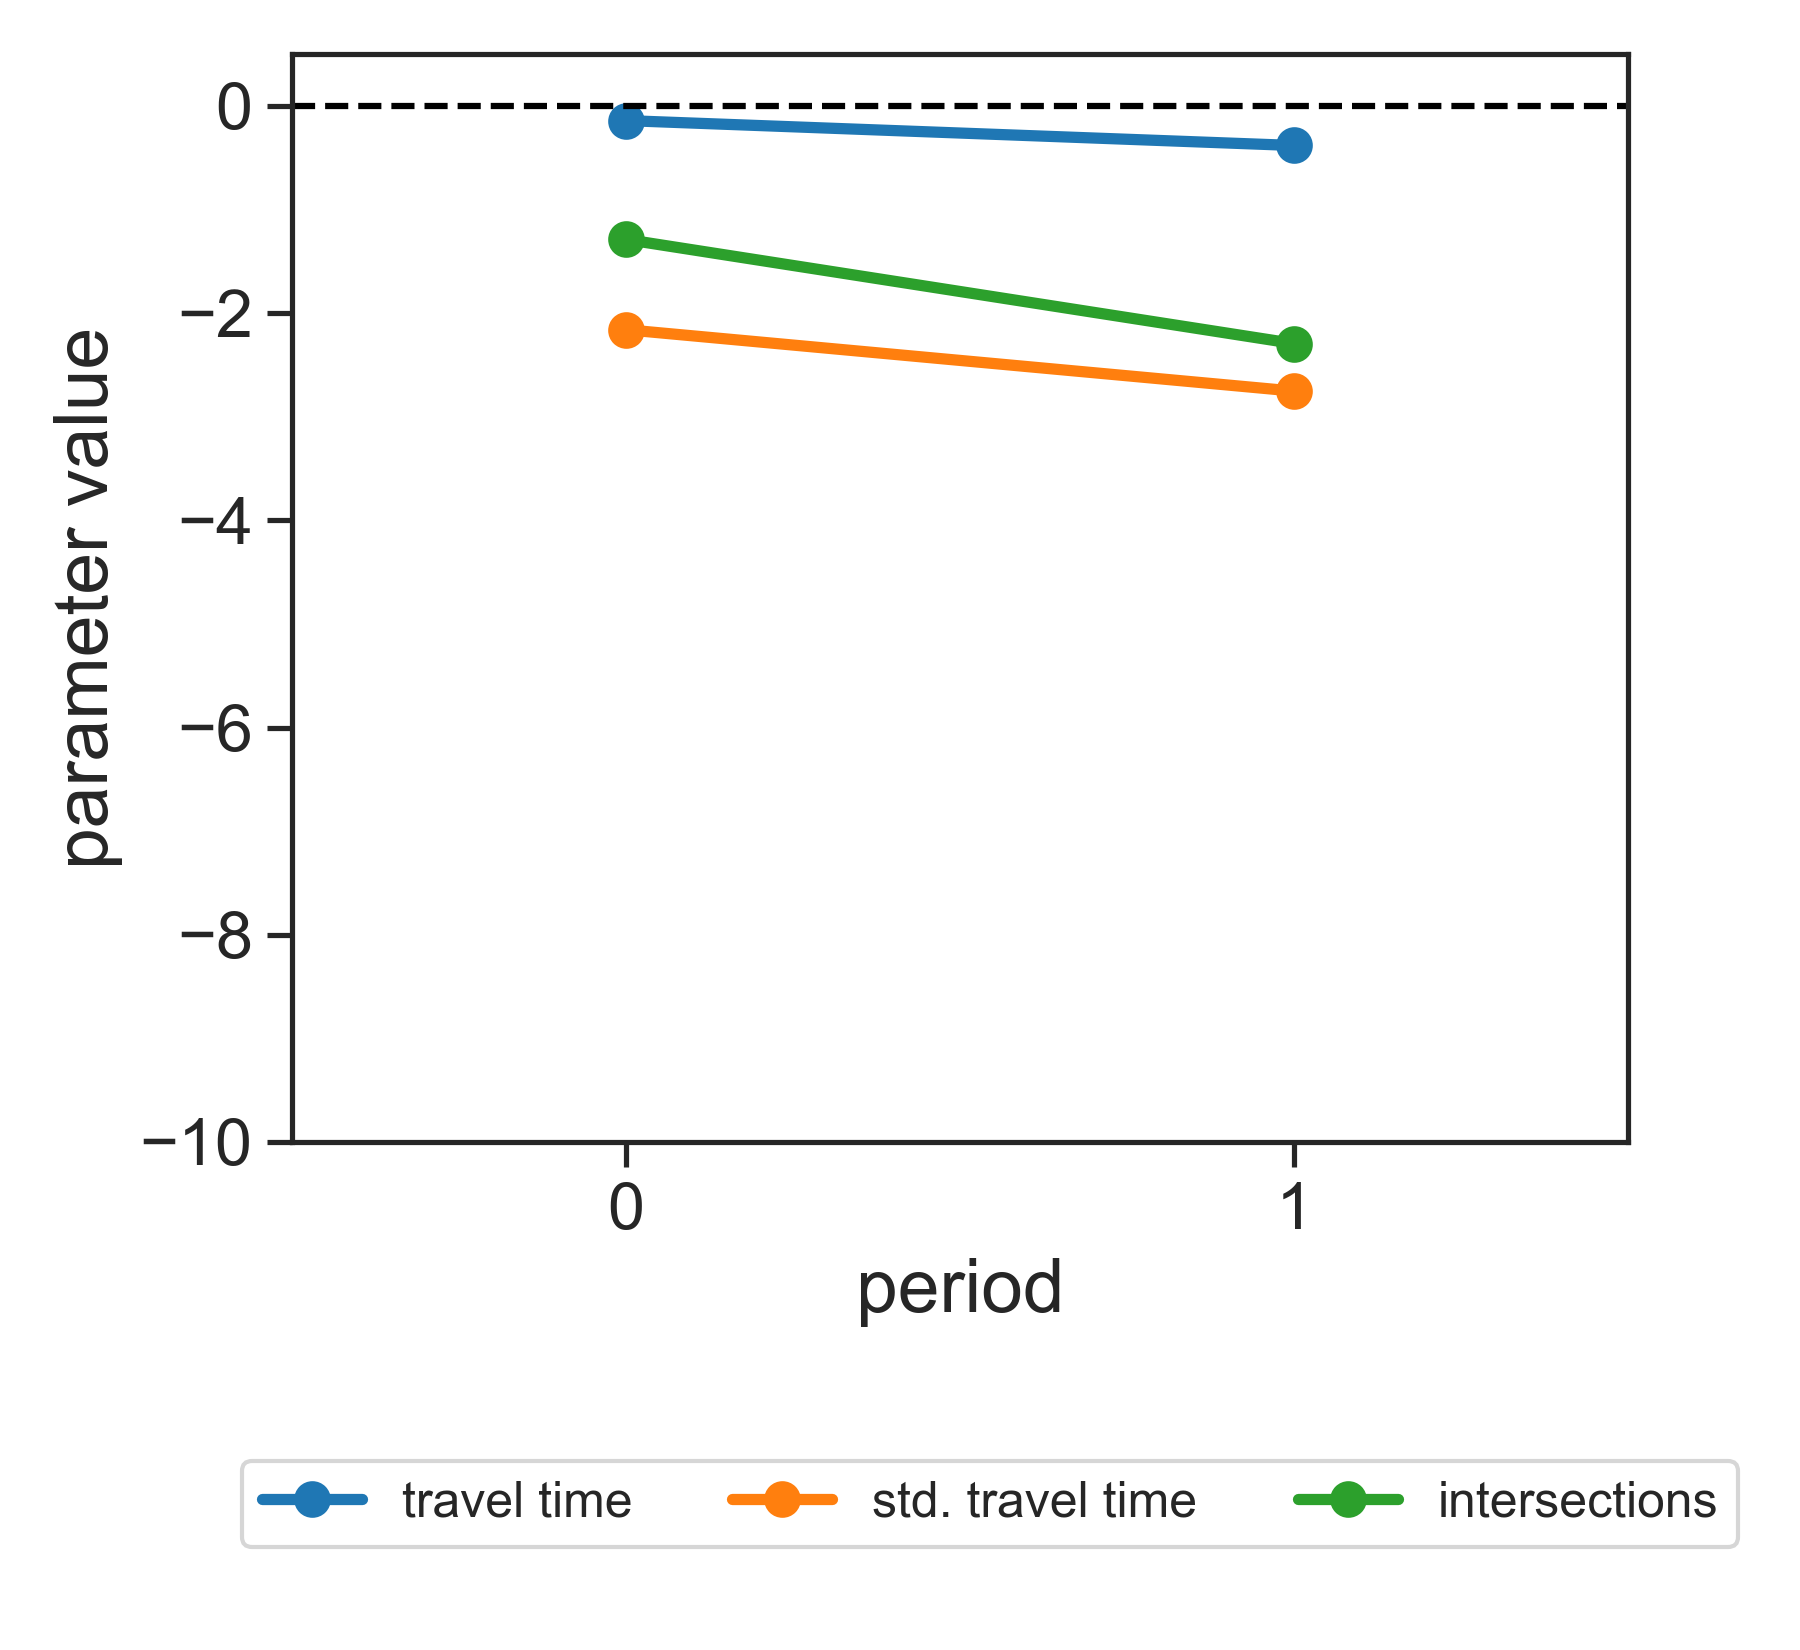 0
−2
−4
−6
−8
−10
parameter value
0 1
period
travel time std. travel time intersections